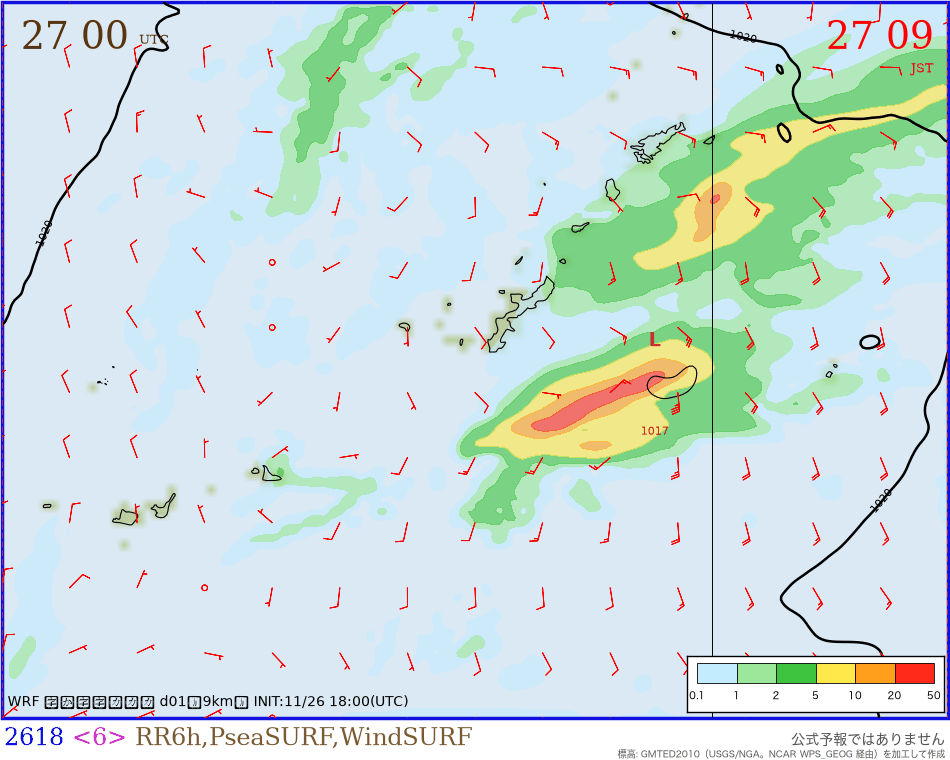 27 00 UTC
27 09
JST
1020
1020
L
1017
1020
WRF d01 9km INIT:11/26 18:00(UTC)
0.1 1 2 5 10 20 50
2618 <6> RR6h,PseaSURF,WindSURF
公式予報ではありません
標高: GMTED2010（USGS/NGA。NCAR WPS_GEOG 経由）を加工して作成